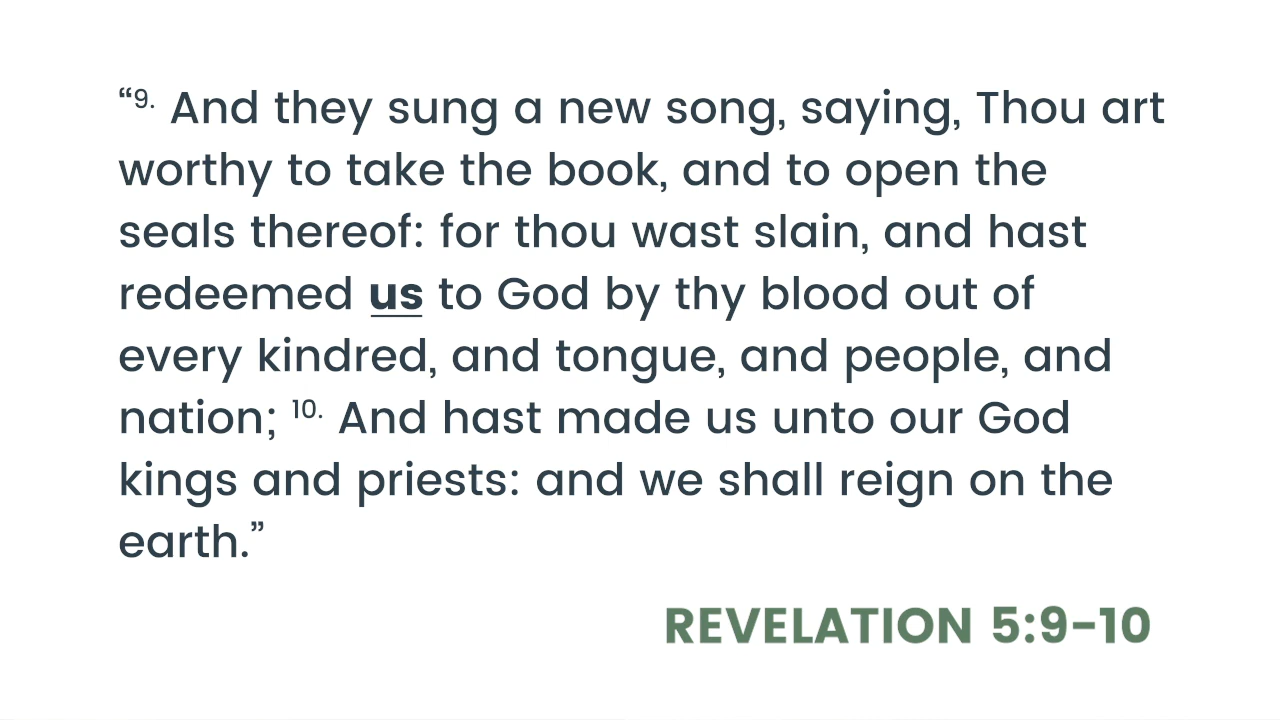 “9. And they sung a new song, saying, Thou art
worthy to take the book, and to open the
seals thereof: for thou wast slain, and hast
redeemed us to God by thy blood out of
every kindred, and tongue, and people, and
nation; 10. And hast made us unto our God
kings and priests: and we shall reign on the
earth.”
REVELATION 5:9-10